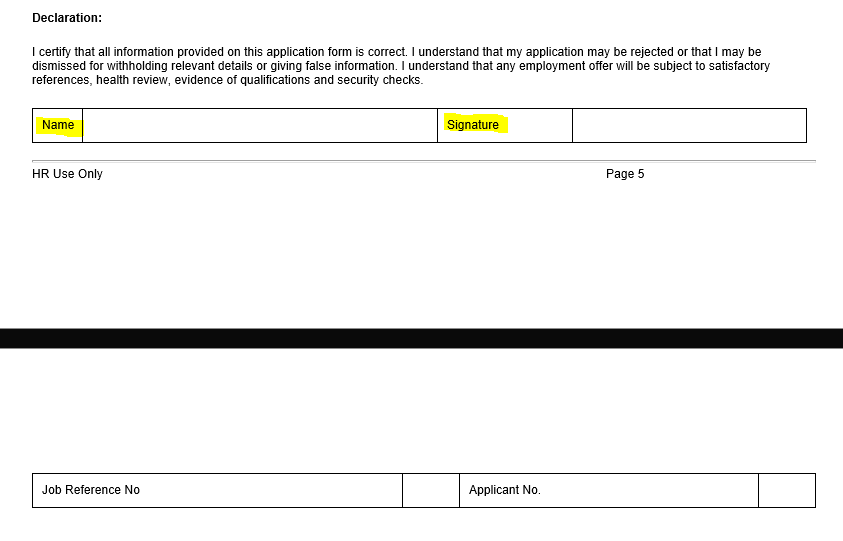 Declaration:
I certify that all information provided on this application form is correct. I understand that my application may be rejected or that I may be
dismissed for withholding relevant details or giving false information. I understand that any employment offer will be subject to satisfactory
references, health review, evidence of qualifications and security checks.
Name Signature
HR Use Only Page 5
Job Reference No Applicant No.